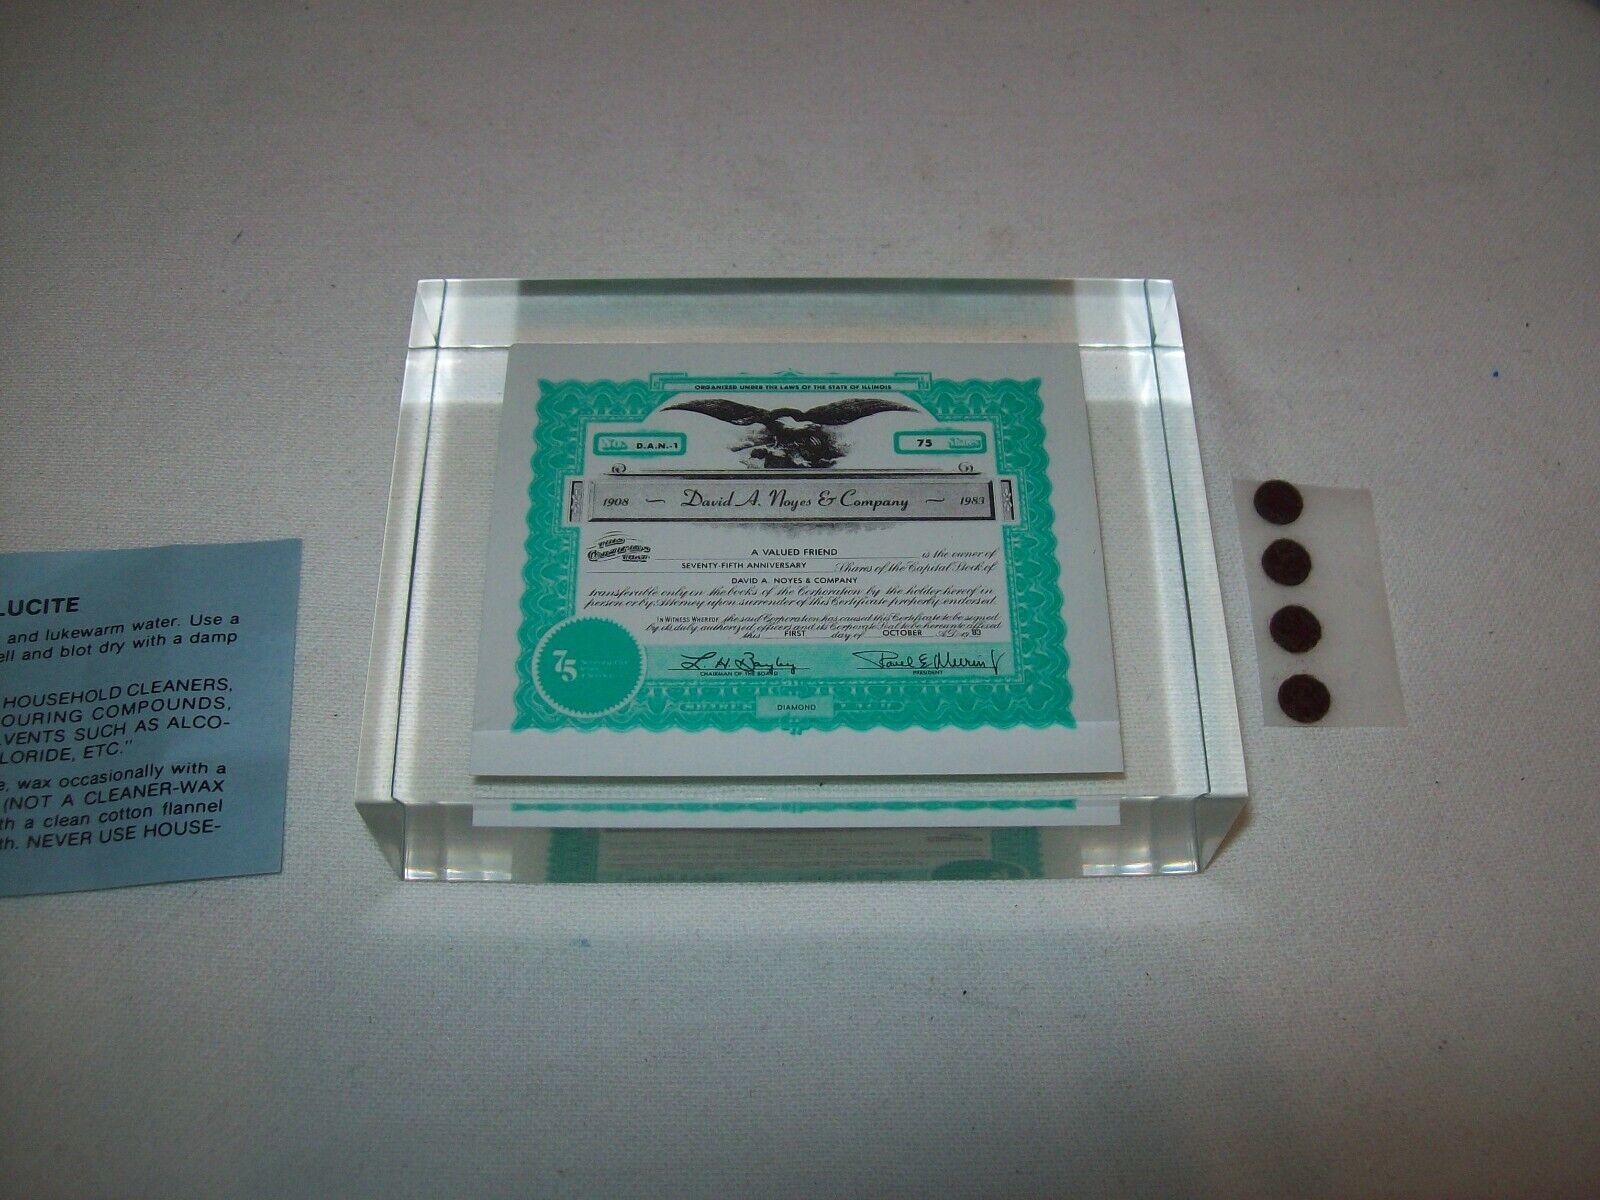 LUCITE
and lukewarm water. Use a
ell and blot dry with a damp
HOUSEHOLD CLEANERS,
OURING COMPOUNDS,
VENTS SUCH AS ALCO-
LORIDE, ETC."
e, wax occasionally with a
(NOT A CLEANER-WAX
th a clean cotton flannel
th. NEVER USE HOUSE-
ORGANIZED UNDER THE LAWS OF THE STATE OF ILLINOIS
D.A.N.-1
75 Shares
1908 ~ David A. Noyes & Company ~ 1983
This Certifies that
A VALUED FRIEND is the owner of
SEVENTY-FIFTH ANNIVERSARY Shares of the Capital Stock of
DAVID A. NOYES & COMPANY
transferable only on the books of the Corporation by the holder hereof in
person or by Attorney upon surrender of this Certificate properly endorsed.
IN WITNESS WHEREOF, the said Corporation has caused this Certificate to be signed
by its duly authorized officers and its Corporate Seal to be hereunto affixed
this FIRST day of OCTOBER A.D. 19 83
75
L. H. Bayley
CHAIRMAN OF THE BOARD
PRESIDENT
SHARES DIAMOND EACH